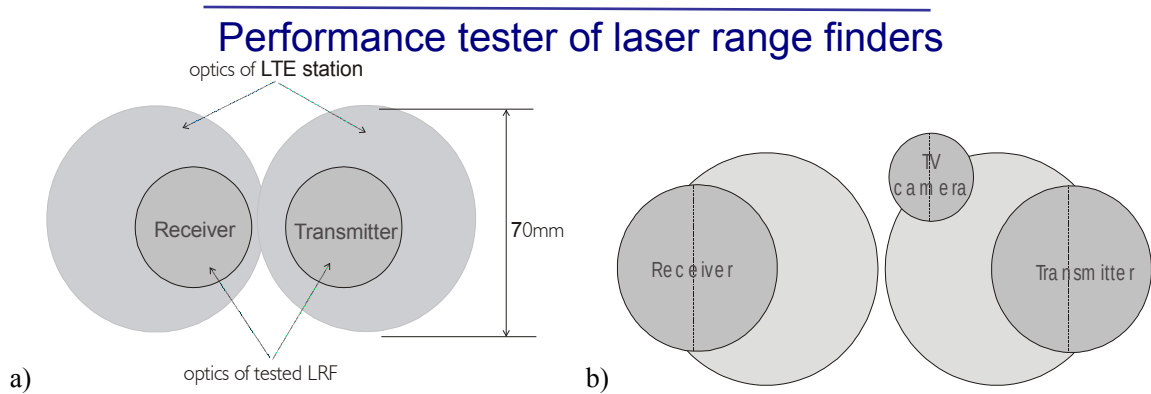 Performance tester of laser range finders
optics of LTE station
Receiver
Transmitter
70mm
optics of tested LRF
a)
TV
camera
Receiver
Transmitter
b)